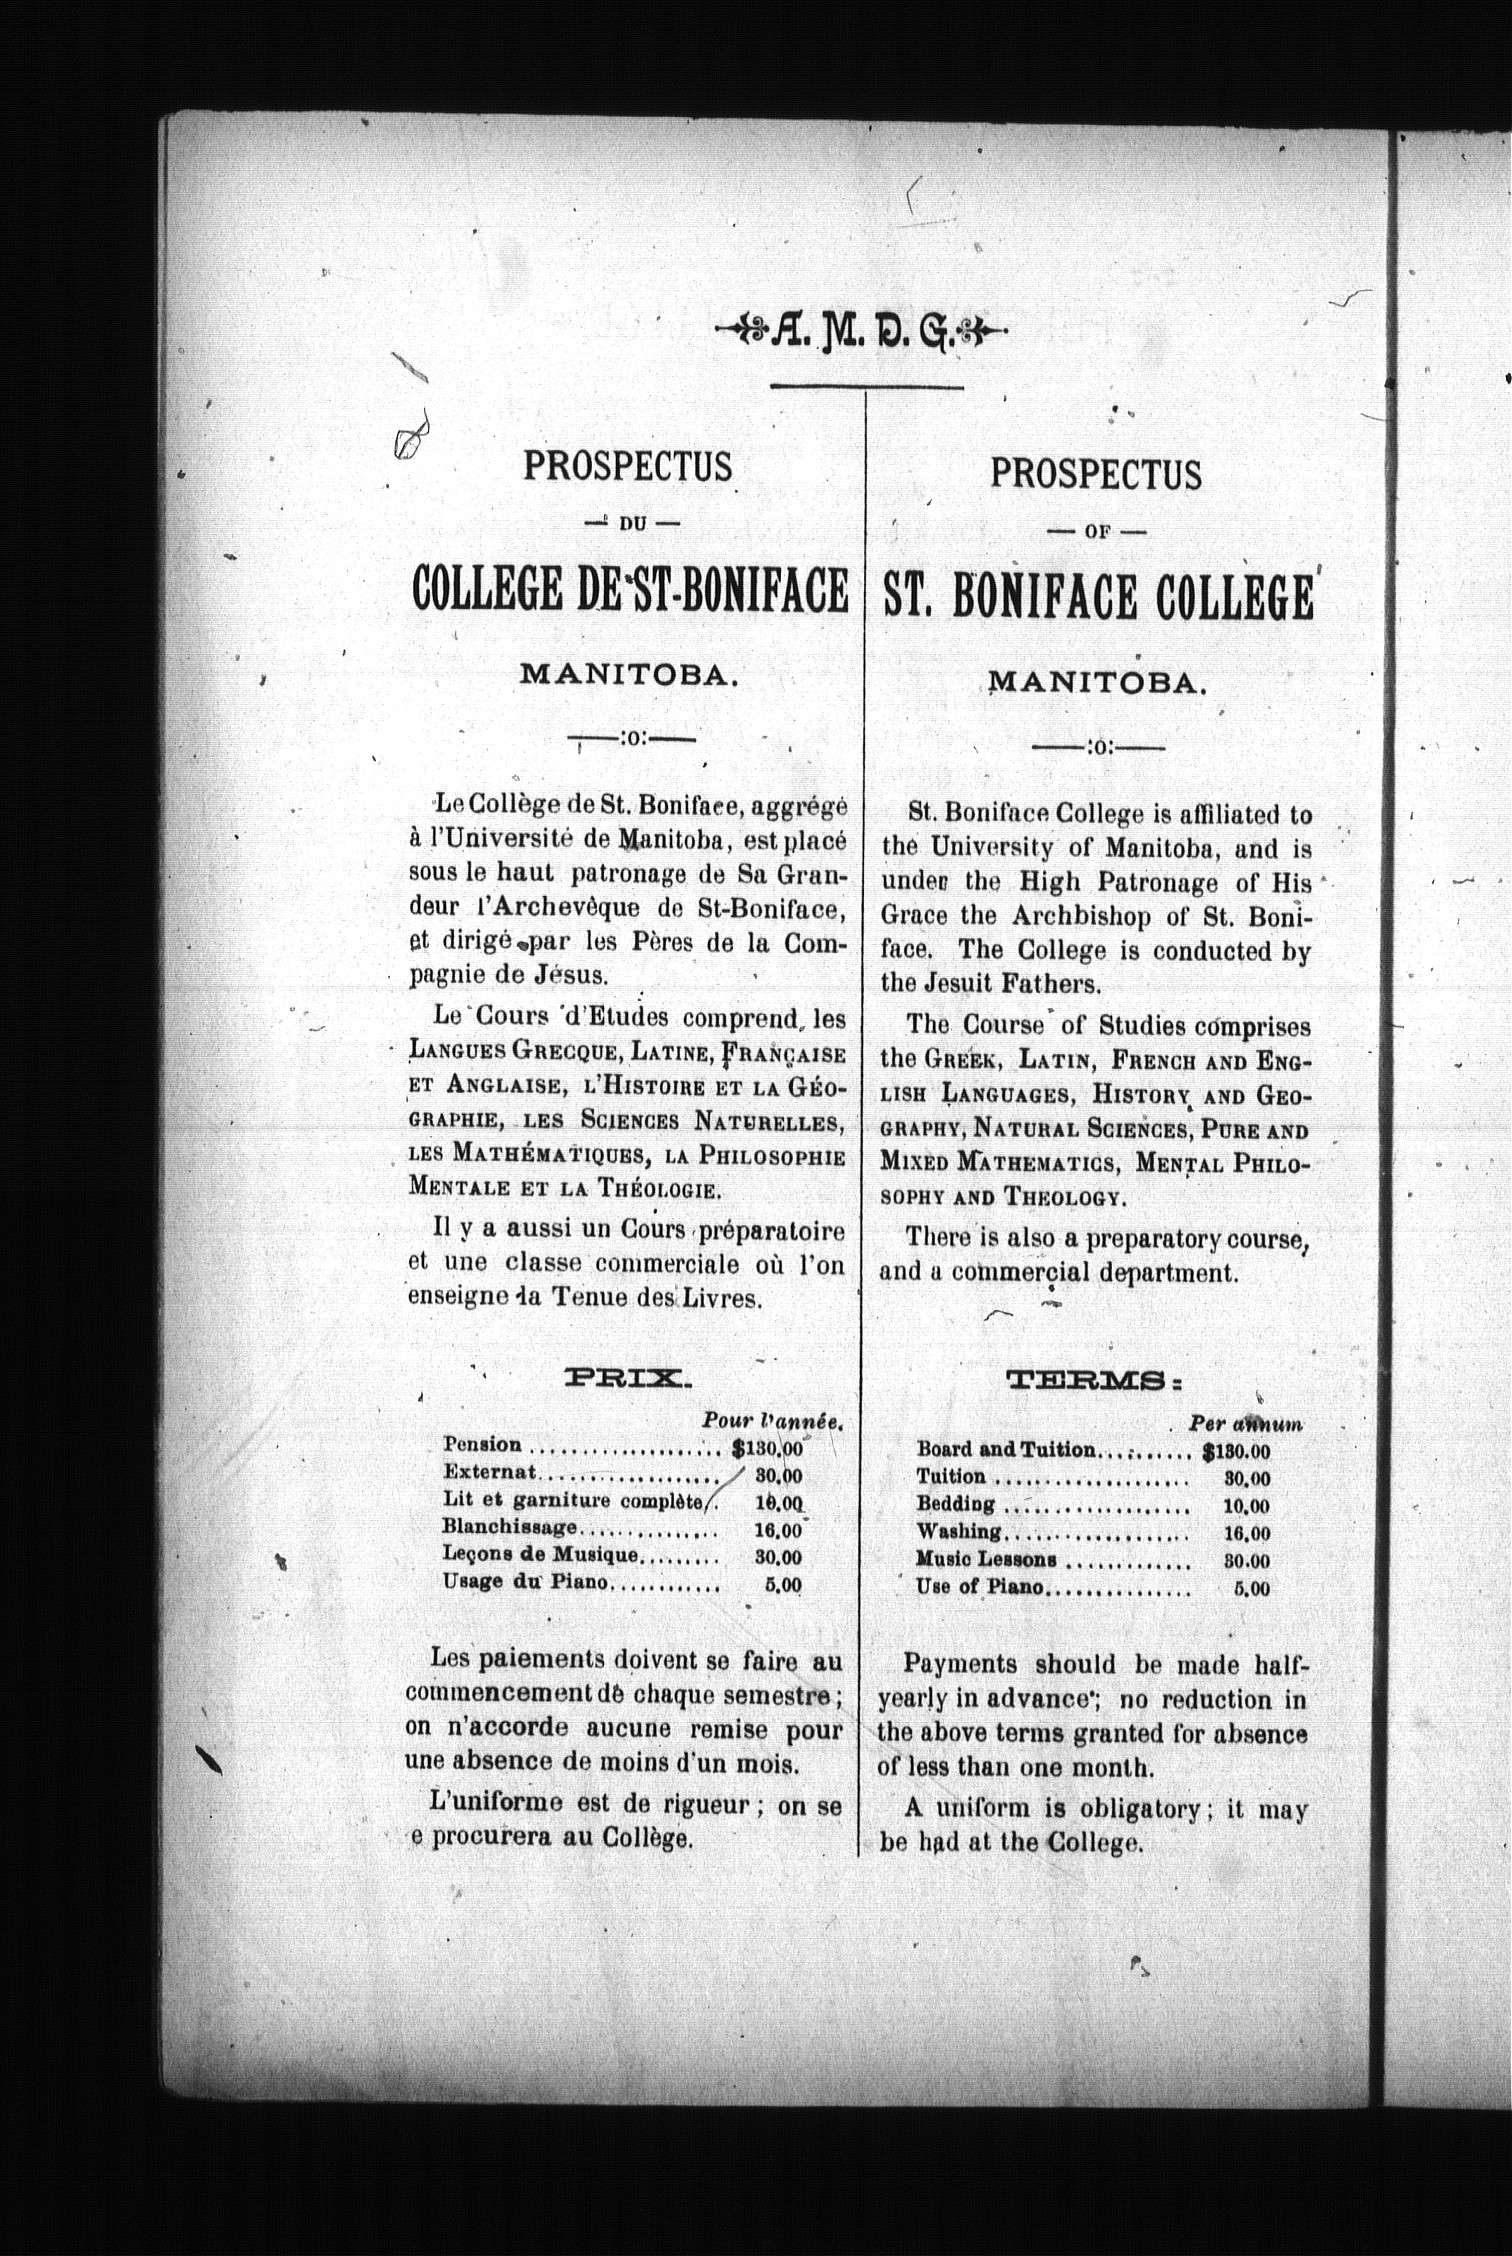 A. M. D. G.
PROSPECTUS
— DU —
COLLEGE DE ST-BONIFACE
MANITOBA.
——:o:——
Le Collège de St. Boniface, aggrégé
à l'Université de Manitoba, est placé
sous le haut patronage de Sa Gran-
deur l'Archevêque de St-Boniface,
et dirigé par les Pères de la Com-
pagnie de Jésus.
Le Cours d'Etudes comprend les
LANGUES GRECQUE, LATINE, FRANÇAISE
ET ANGLAISE, L'HISTOIRE ET LA GÉO-
GRAPHIE, LES SCIENCES NATURELLES,
LES MATHÉMATIQUES, LA PHILOSOPHIE
MENTALE ET LA THÉOLOGIE.
Il y a aussi un Cours préparatoire
et une classe commerciale où l'on
enseigne la Tenue des Livres.
PRIX.
Pour l'année.
Pension .................. $130.00
Externat.................. 30.00
Lit et garniture complète. 10.00
Blanchissage.............. 16.00
Leçons de Musique......... 30.00
Usage du Piano............ 5.00
Les paiements doivent se faire au
commencement de chaque semestre ;
on n'accorde aucune remise pour
une absence de moins d'un mois.
L'uniforme est de rigueur ; on se
e procurera au Collège.
PROSPECTUS
— OF —
ST. BONIFACE COLLEGE
MANITOBA.
——:o:——
St. Boniface College is affiliated to
the University of Manitoba, and is
under the High Patronage of His
Grace the Archbishop of St. Boni-
face. The College is conducted by
the Jesuit Fathers.
The Course of Studies comprises
the GREEK, LATIN, FRENCH AND ENG-
LISH LANGUAGES, HISTORY AND GEO-
GRAPHY, NATURAL SCIENCES, PURE AND
MIXED MATHEMATICS, MENTAL PHILO-
SOPHY AND THEOLOGY.
There is also a preparatory course,
and a commercial department.
TERMS:
Per annum
Board and Tuition.......... $130.00
Tuition ................... 30.00
Bedding ................... 10.00
Washing................... 16.00
Music Lessons ............. 30.00
Use of Piano............... 5.00
Payments should be made half-
yearly in advance ; no reduction in
the above terms granted for absence
of less than one month.
A uniform is obligatory ; it may
be had at the College.